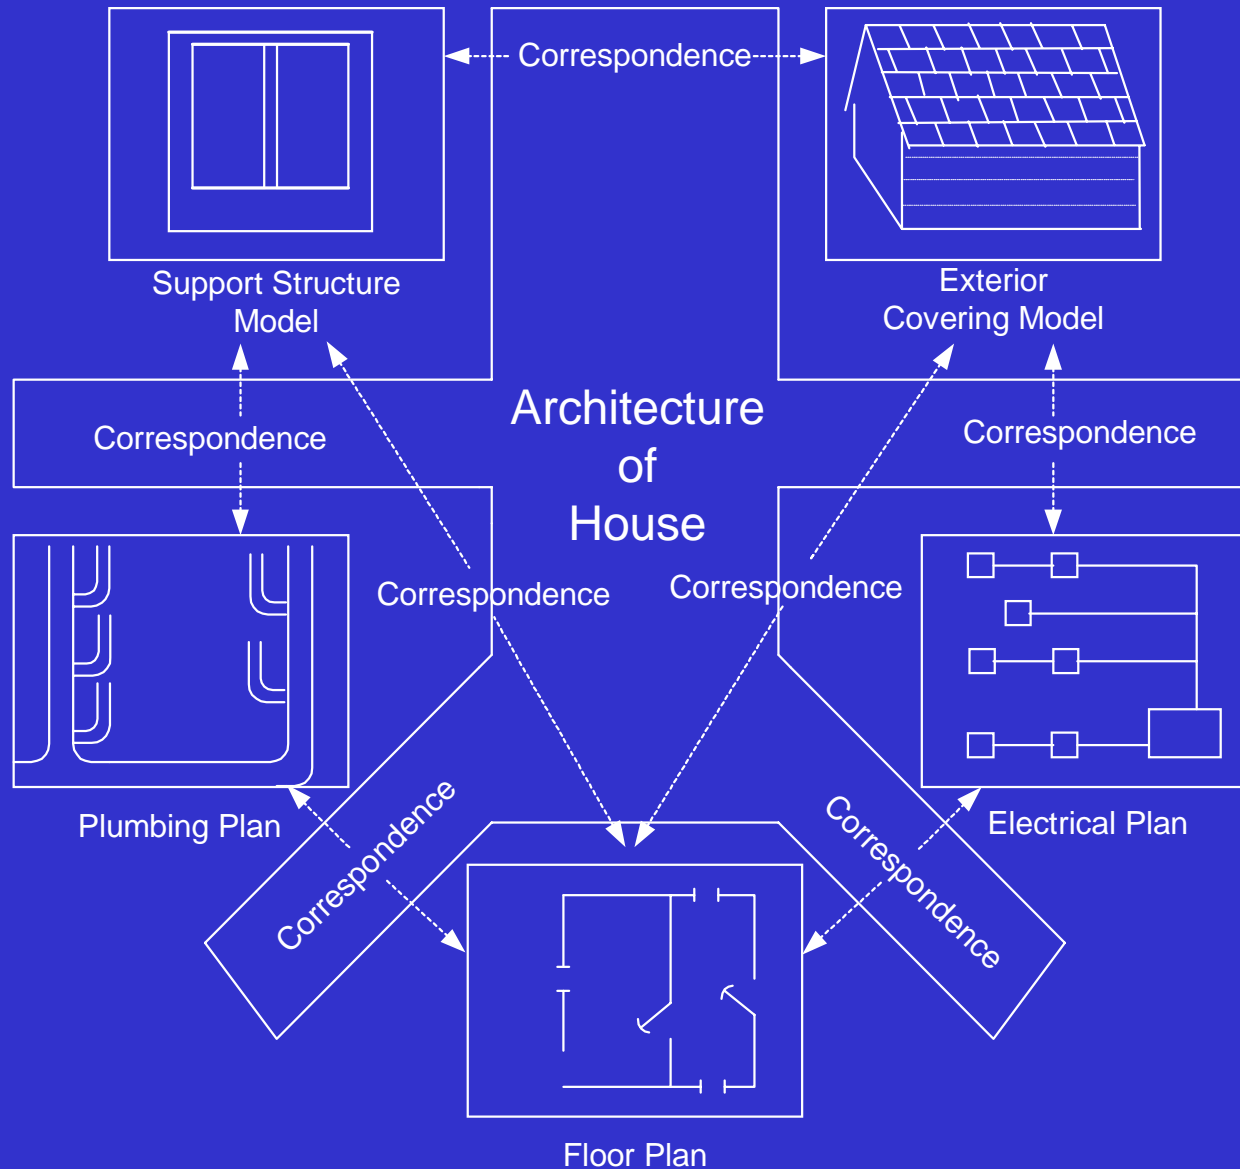 Correspondence
Support Structure
Model
Exterior
Covering Model
Architecture
of
House
Correspondence
Correspondence
Correspondence
Correspondence
Plumbing Plan
Electrical Plan
Correspondence
Correspondence
Floor Plan